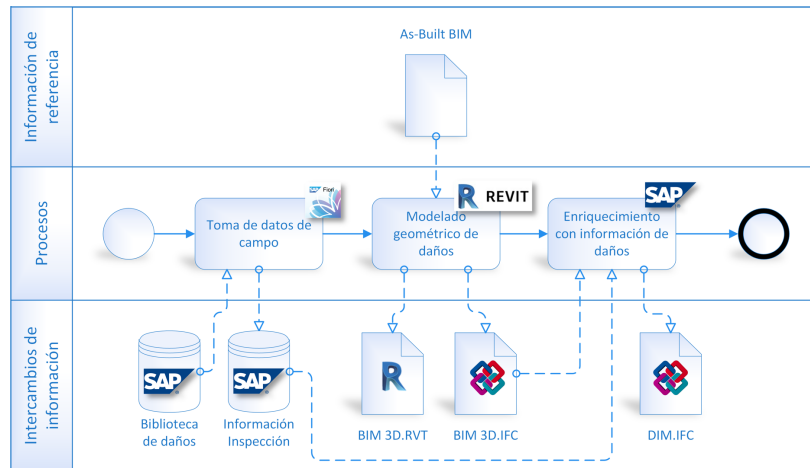 Información de
referencia
As-Built BIM
Procesos
SAP Fiori
Toma de datos de
campo
R REVIT
Modelado
geométrico de
daños
SAP
Enriquecimiento
con información de
daños
Intercambios de
información
SAP
Biblioteca
de daños
SAP
Información
Inspección
R
BIM 3D.RVT
BIM 3D.IFC
DIM.IFC